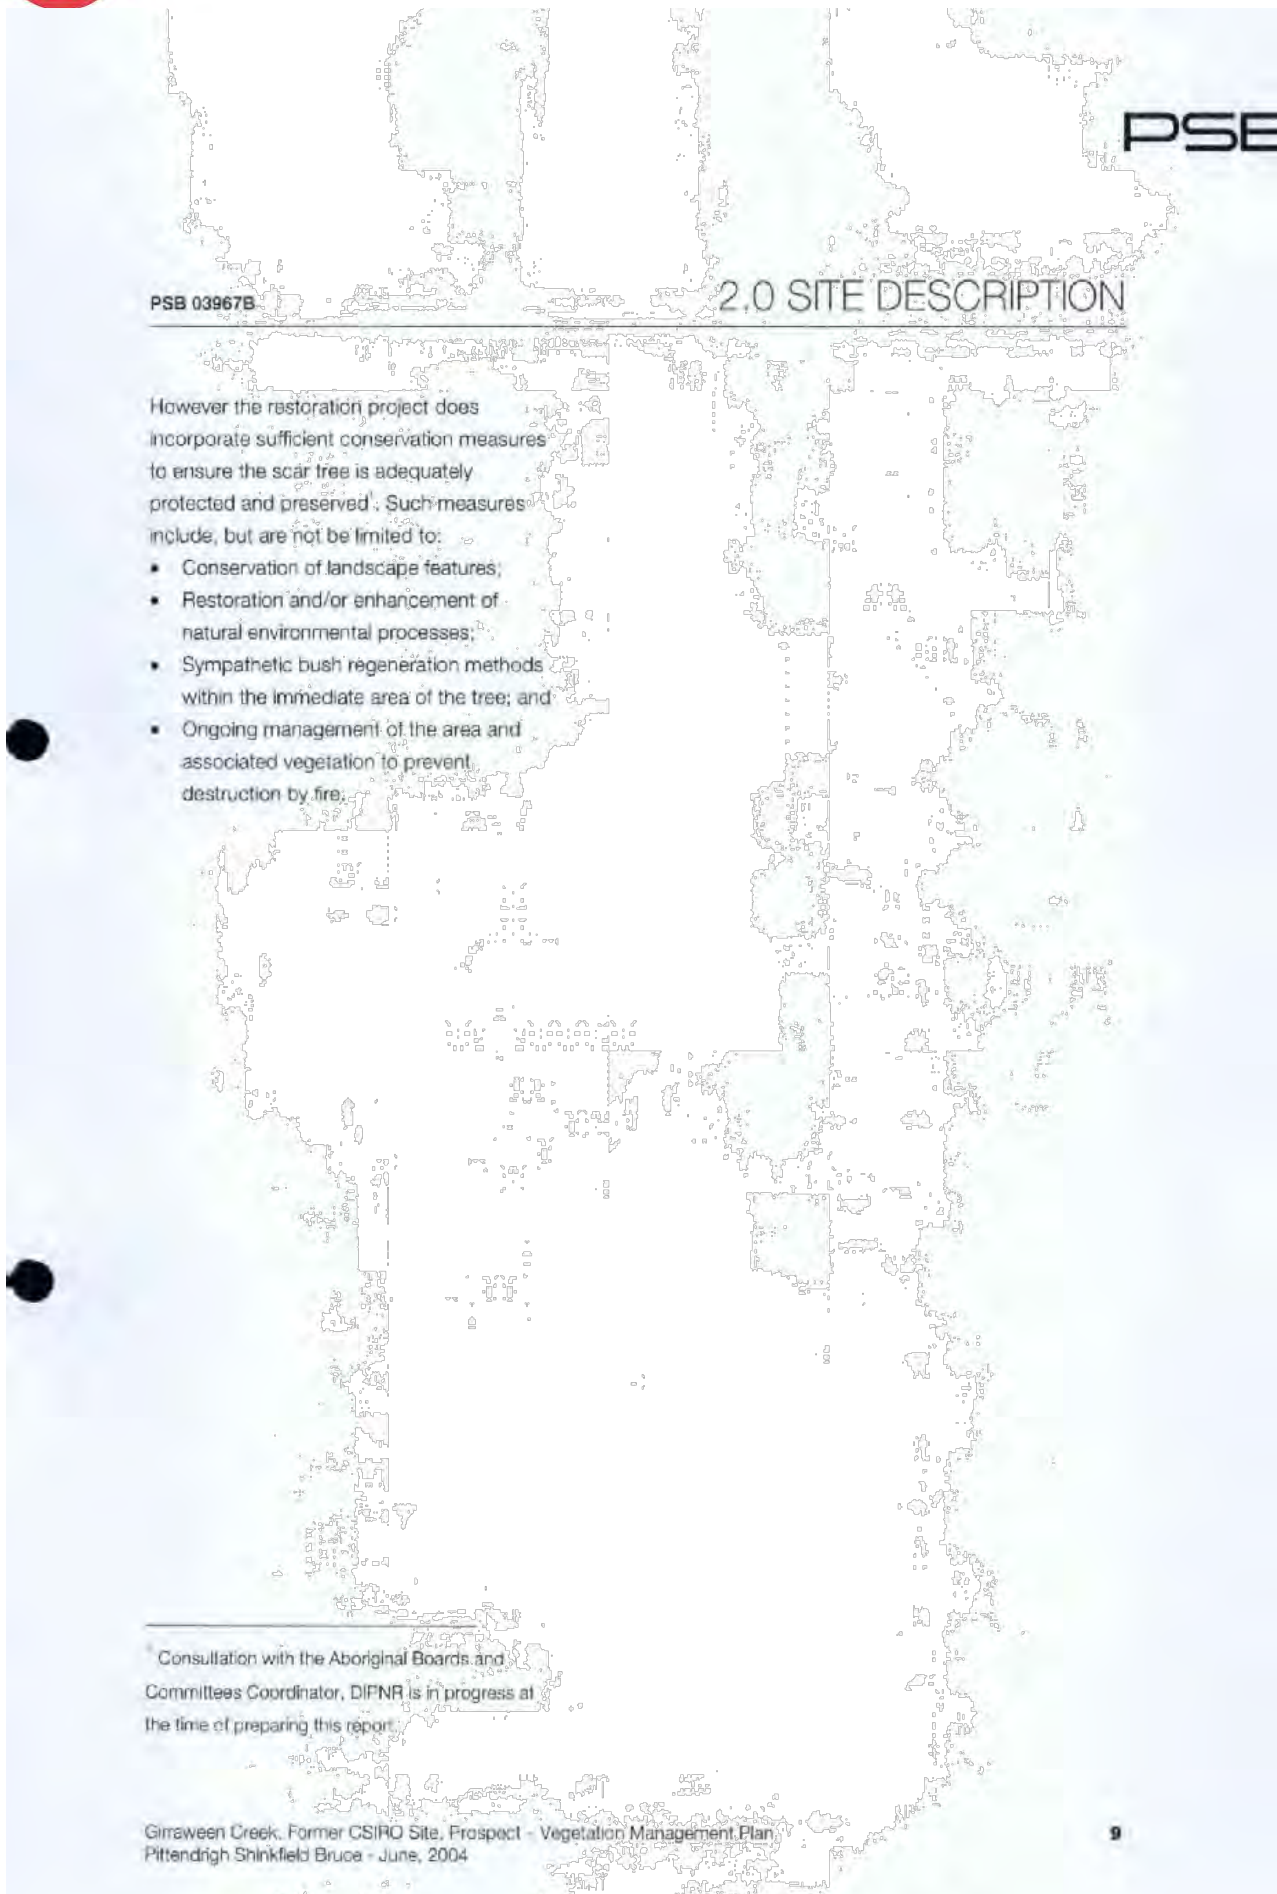 PSB
PSB 03967B
2.0 SITE DESCRIPTION
However the restoration project does
incorporate sufficient conservation measures
to ensure the scar tree is adequately
protected and preserved¹. Such measures
include, but are not be limited to:
• Conservation of landscape features;
• Restoration and/or enhancement of
natural environmental processes;
• Sympathetic bush regeneration methods
within the immediate area of the tree; and
• Ongoing management of the area and
associated vegetation to prevent
destruction by fire.
¹ Consultation with the Aboriginal Boards and
Committees Coordinator, DIPNR is in progress at
the time of preparing this report.
Girraween Creek, Former CSIRO Site, Prospect - Vegetation Management Plan
Pittendrigh Shinkfield Bruce - June, 2004
9